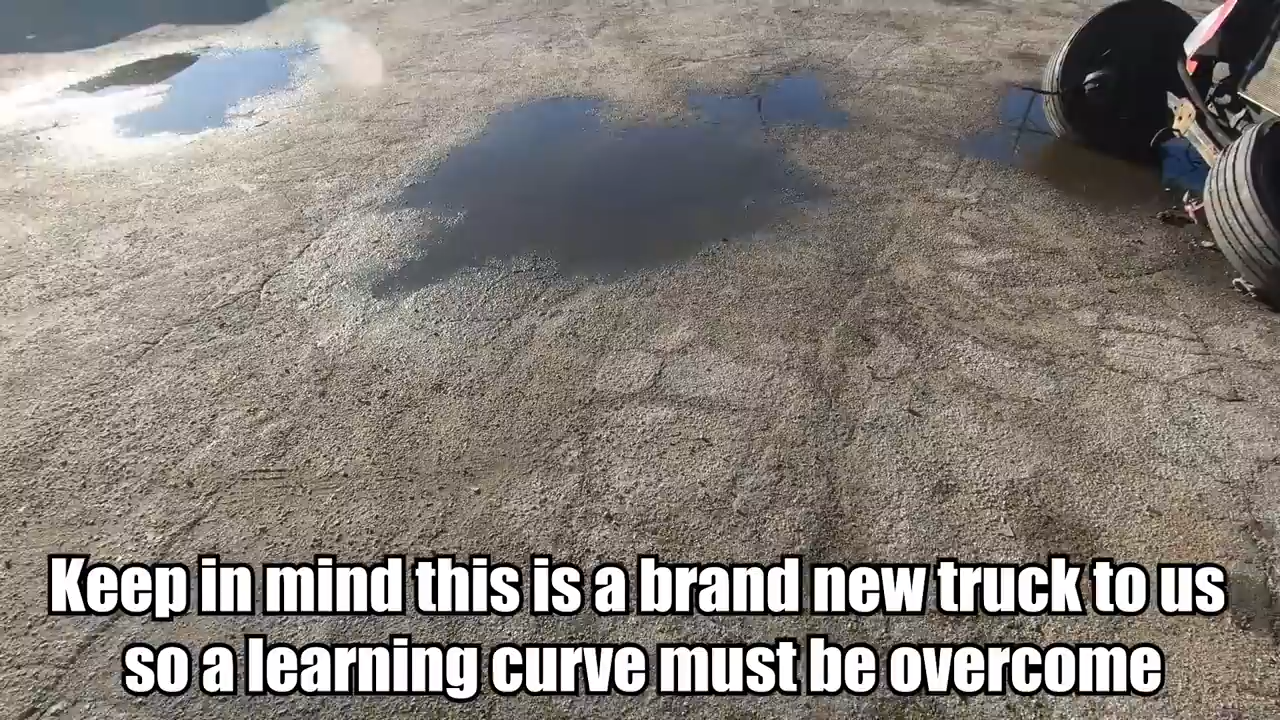 Keep in mind this is a brand new truck to us
so a learning curve must be overcome